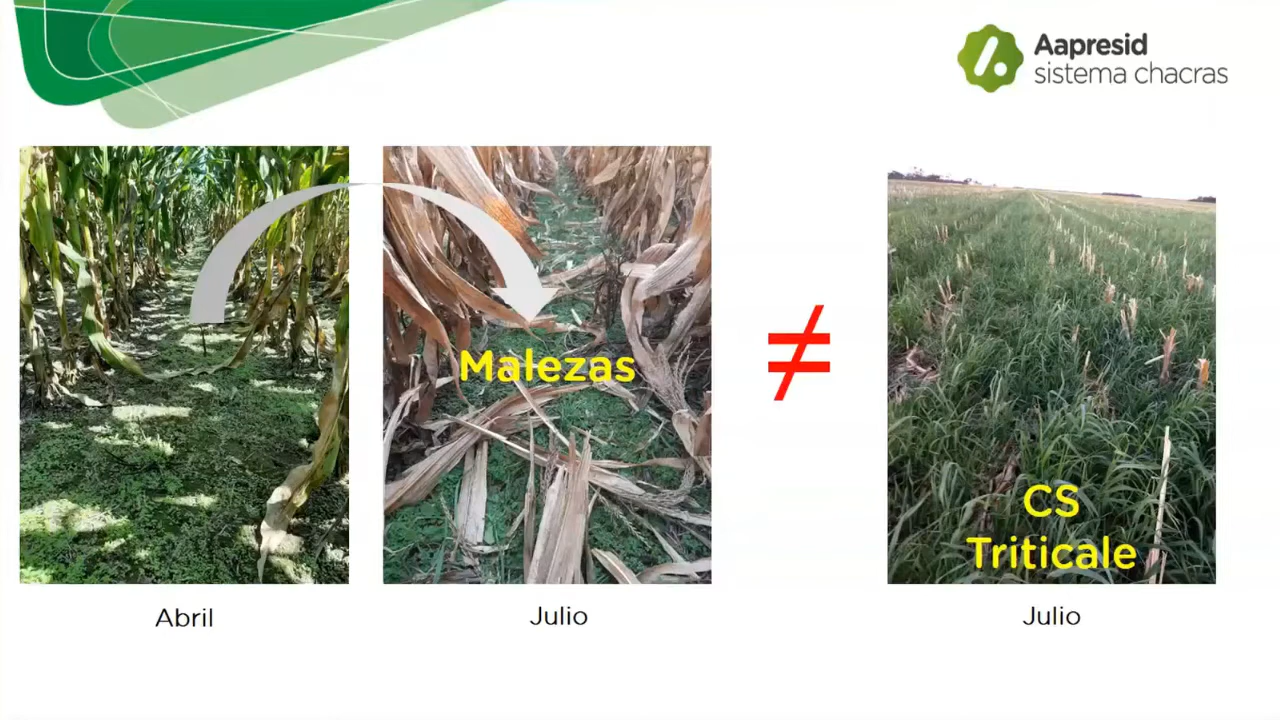 Aapresid
sistema chacras
Malezas
≠
CS
Triticale
Abril
Julio
Julio